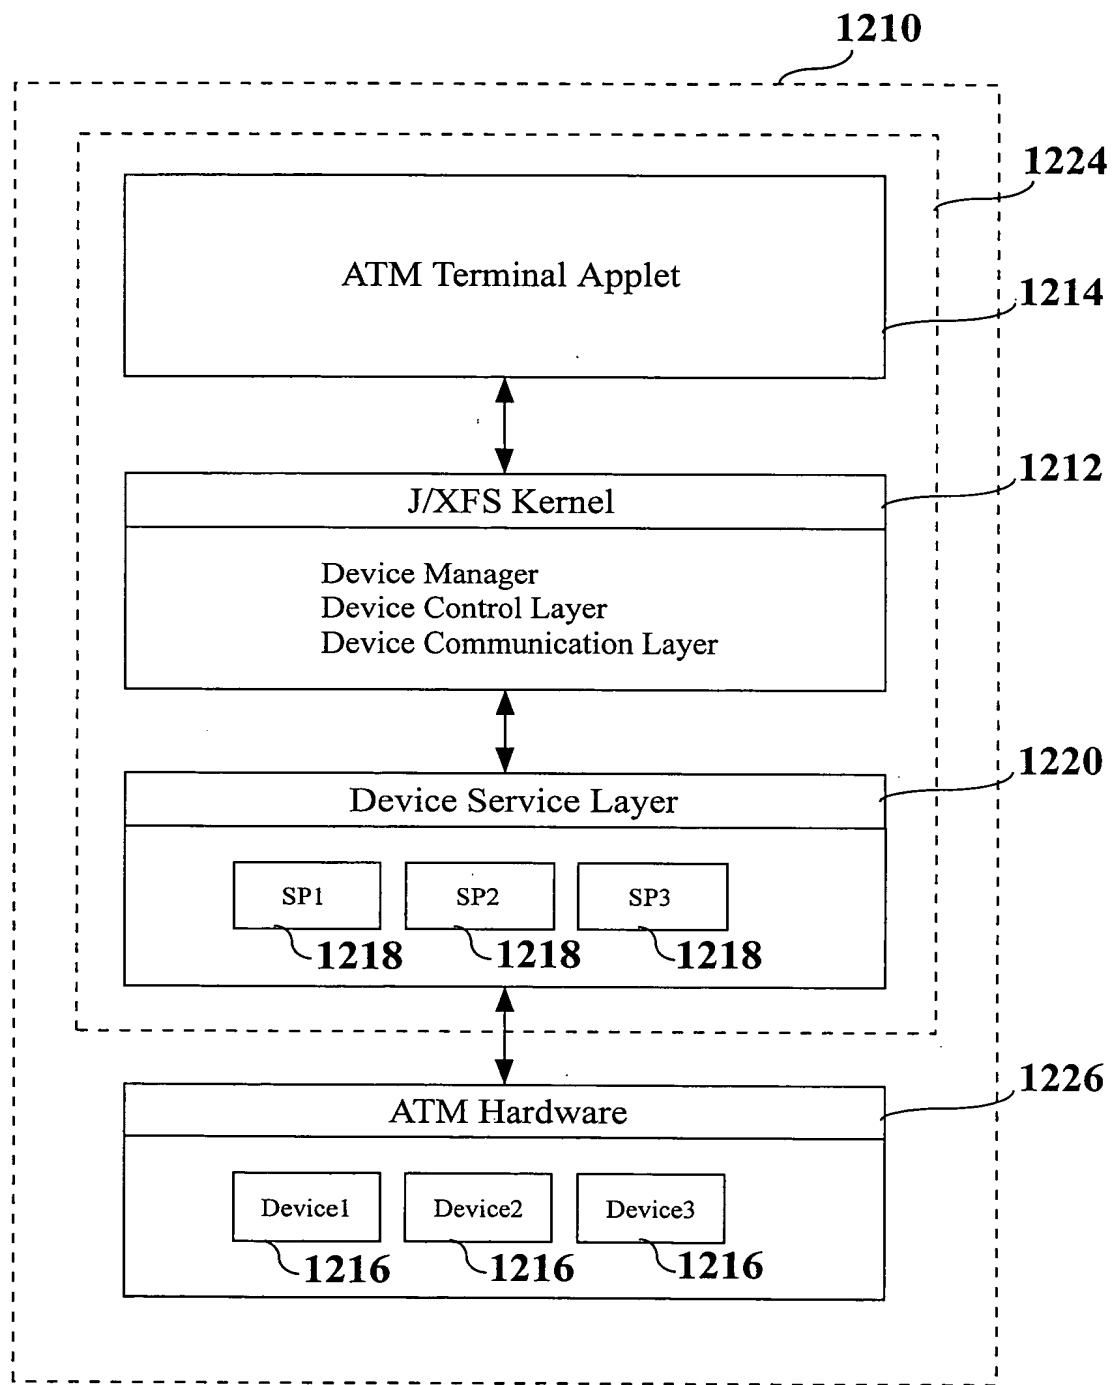 1210
1224
ATM Terminal Applet
1214
1212
J/XFS Kernel
Device Manager
Device Control Layer
Device Communication Layer
1220
Device Service Layer
SP1 SP2 SP3
1218 1218 1218
1226
ATM Hardware
Device1 Device2 Device3
1216 1216 1216